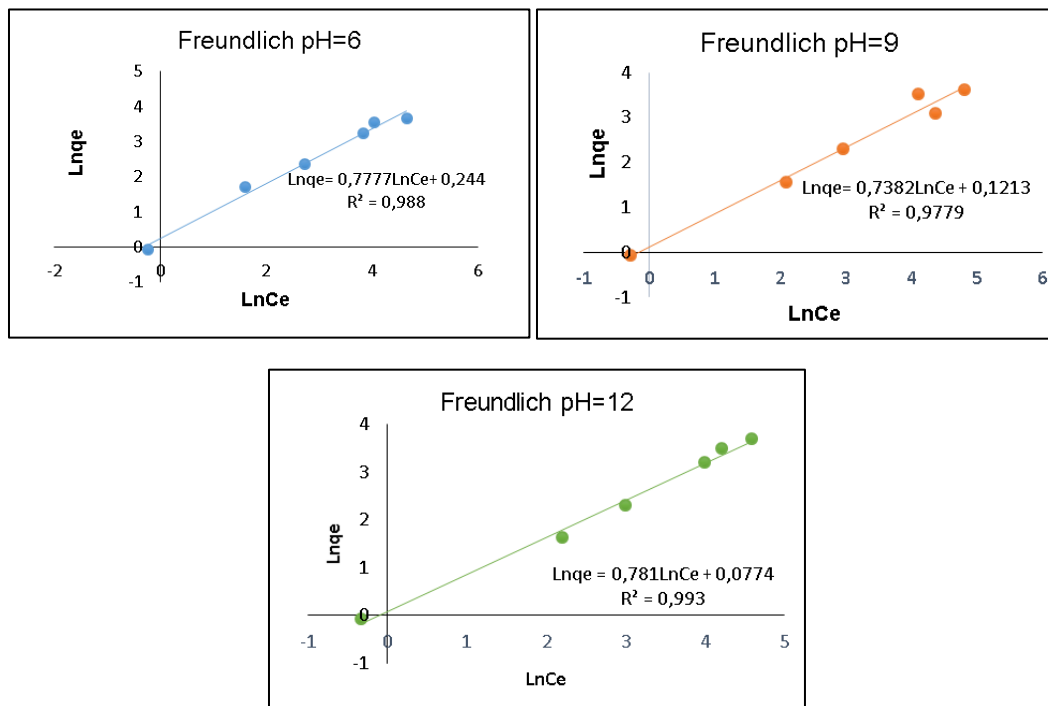 Freundlich pH=6
5
4
3
2
1
0
-1
-2
0
2
4
6
Lnqe
LnCe
Lnqe= 0,7777LnCe+ 0,244
R² = 0,988
Freundlich pH=9
4
3
2
1
0
-1
-1
0
1
2
3
4
5
6
Lnqe
LnCe
Lnqe= 0,7382LnCe + 0,1213
R² = 0,9779
Freundlich pH=12
4
3
2
1
0
-1
-1
0
1
2
3
4
5
Lnqe
LnCe
Lnqe = 0,781LnCe + 0,0774
R² = 0,993